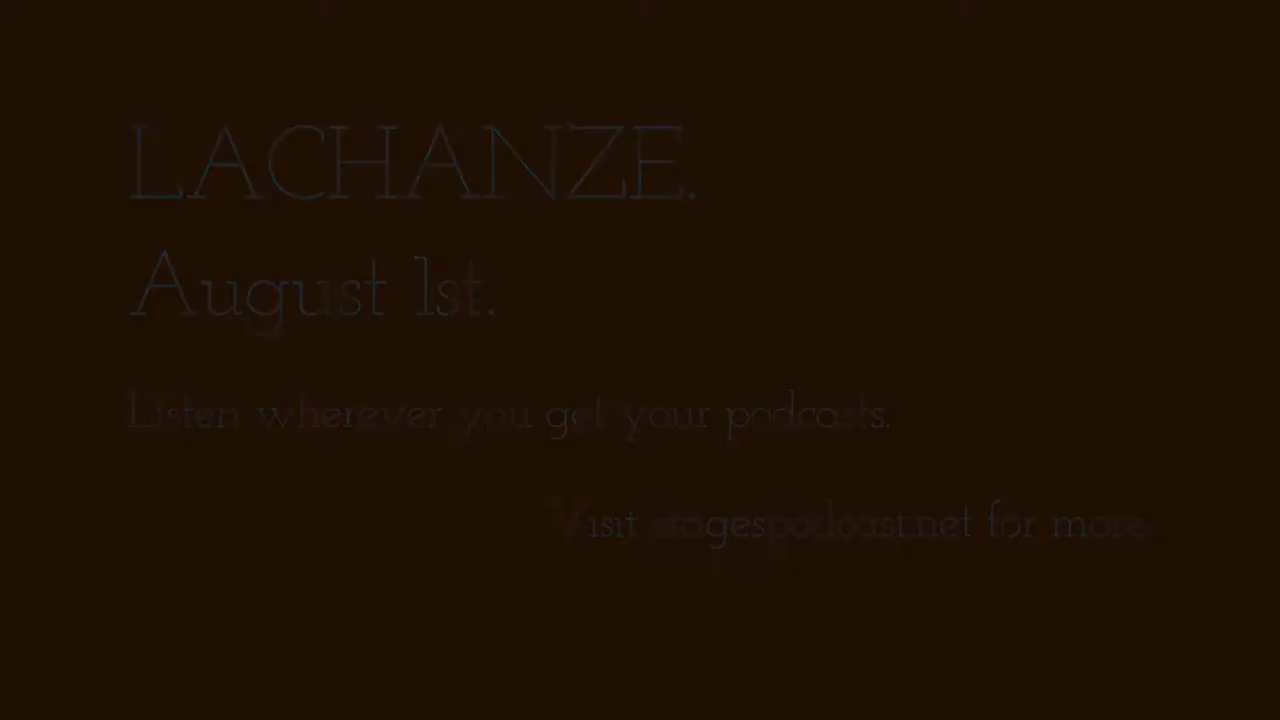 LACHANZE.
August 1st.
Listen wherever you get your podcasts.
Visit stagespodcast.net for more.